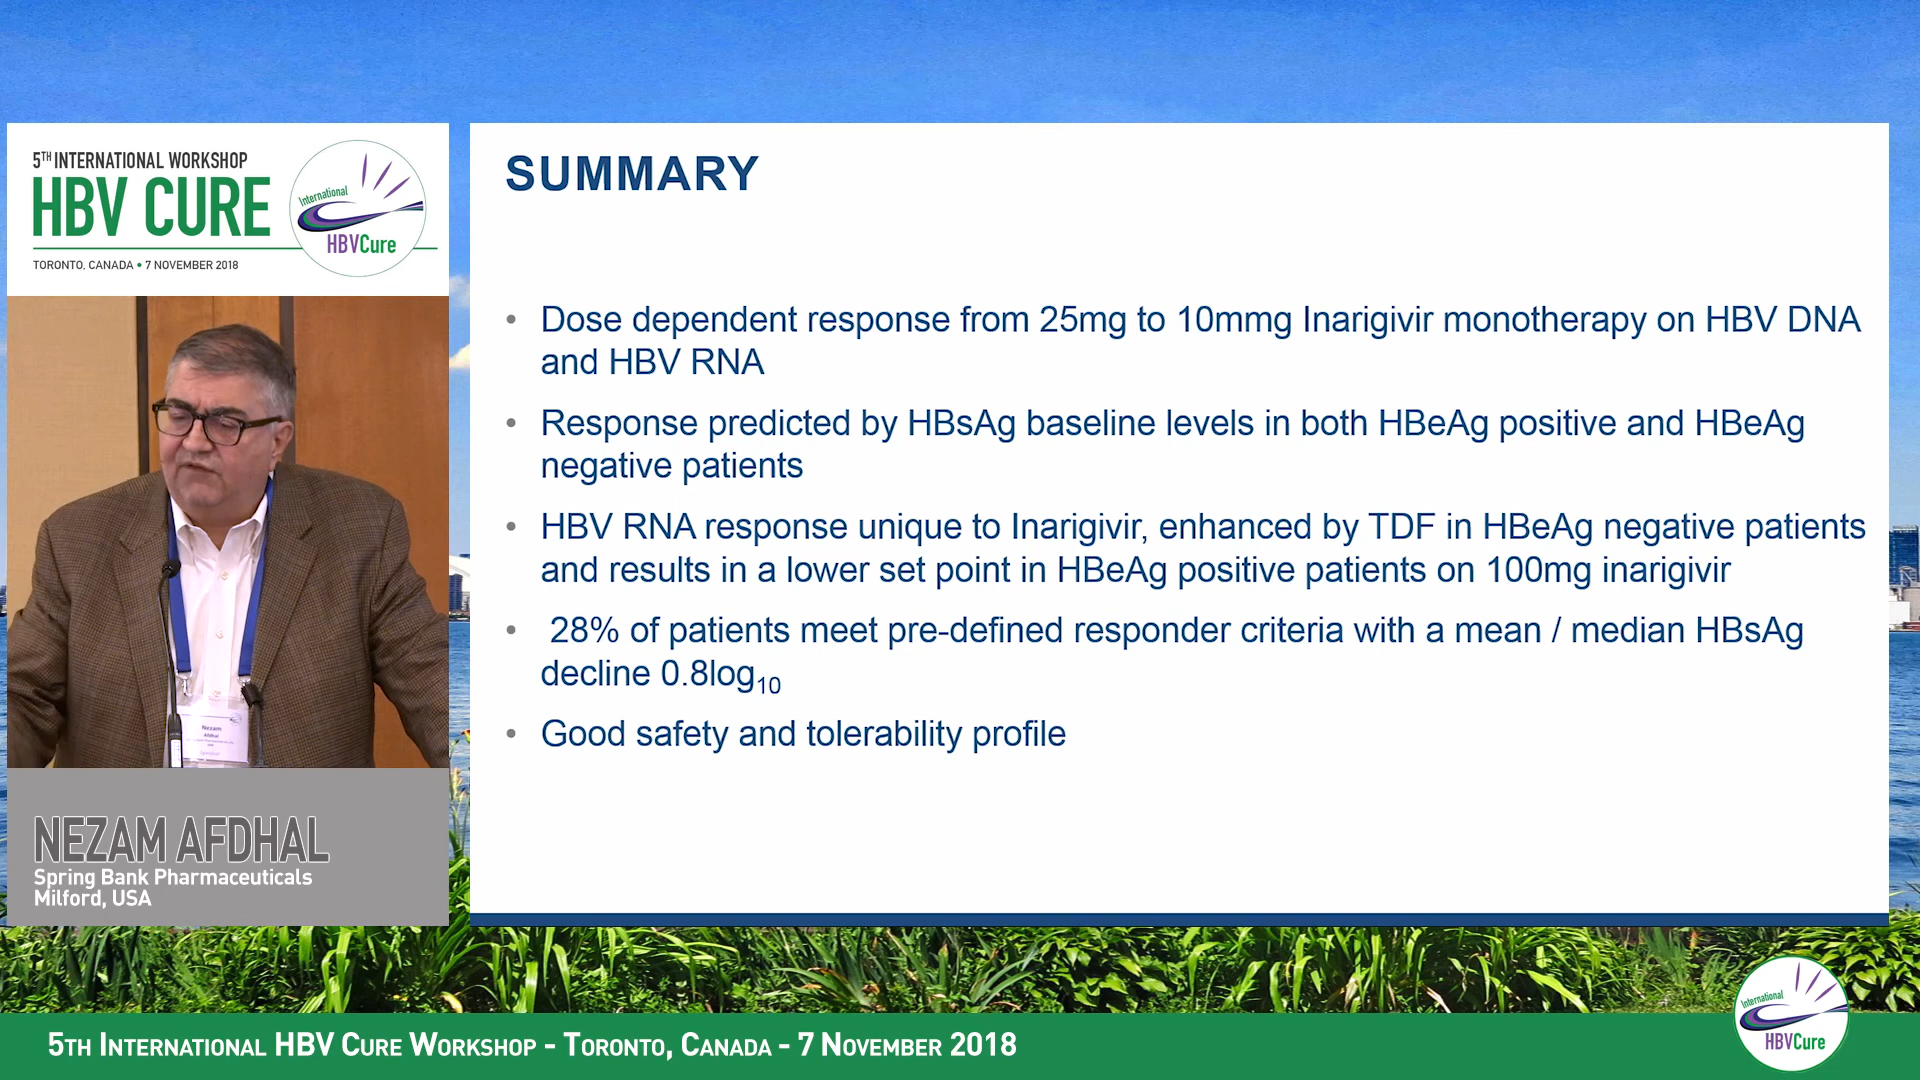 5TH INTERNATIONAL WORKSHOP
HBV CURE
International
HBVCure
TORONTO, CANADA • 7 NOVEMBER 2018
Nezam
Afdhal
NEZAM AFDHAL
Spring Bank Pharmaceuticals
Milford, USA
SUMMARY
• Dose dependent response from 25mg to 10mmg Inarigivir monotherapy on HBV DNA
and HBV RNA
• Response predicted by HBsAg baseline levels in both HBeAg positive and HBeAg
negative patients
• HBV RNA response unique to Inarigivir, enhanced by TDF in HBeAg negative patients
and results in a lower set point in HBeAg positive patients on 100mg inarigivir
• 28% of patients meet pre-defined responder criteria with a mean / median HBsAg
decline 0.8log10
• Good safety and tolerability profile
5TH INTERNATIONAL HBV CURE WORKSHOP - TORONTO, CANADA - 7 NOVEMBER 2018
International
HBVCure